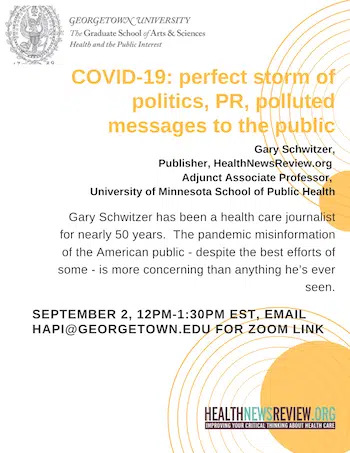 GEORGETOWN UNIVERSITY
The Graduate School of Arts & Sciences
Health and the Public Interest
COVID-19: perfect storm of
politics, PR, polluted
messages to the public
Gary Schwitzer,
Publisher, HealthNewsReview.org
Adjunct Associate Professor,
University of Minnesota School of Public Health
Gary Schwitzer has been a health care journalist
for nearly 50 years. The pandemic misinformation
of the American public - despite the best efforts of
some - is more concerning than anything he's ever
seen.
SEPTEMBER 2, 12PM-1:30PM EST, EMAIL
HAPI@GEORGETOWN.EDU FOR ZOOM LINK
HEALTHNEWSREVIEW.ORG
IMPROVING YOUR CRITICAL THINKING ABOUT HEALTH CARE